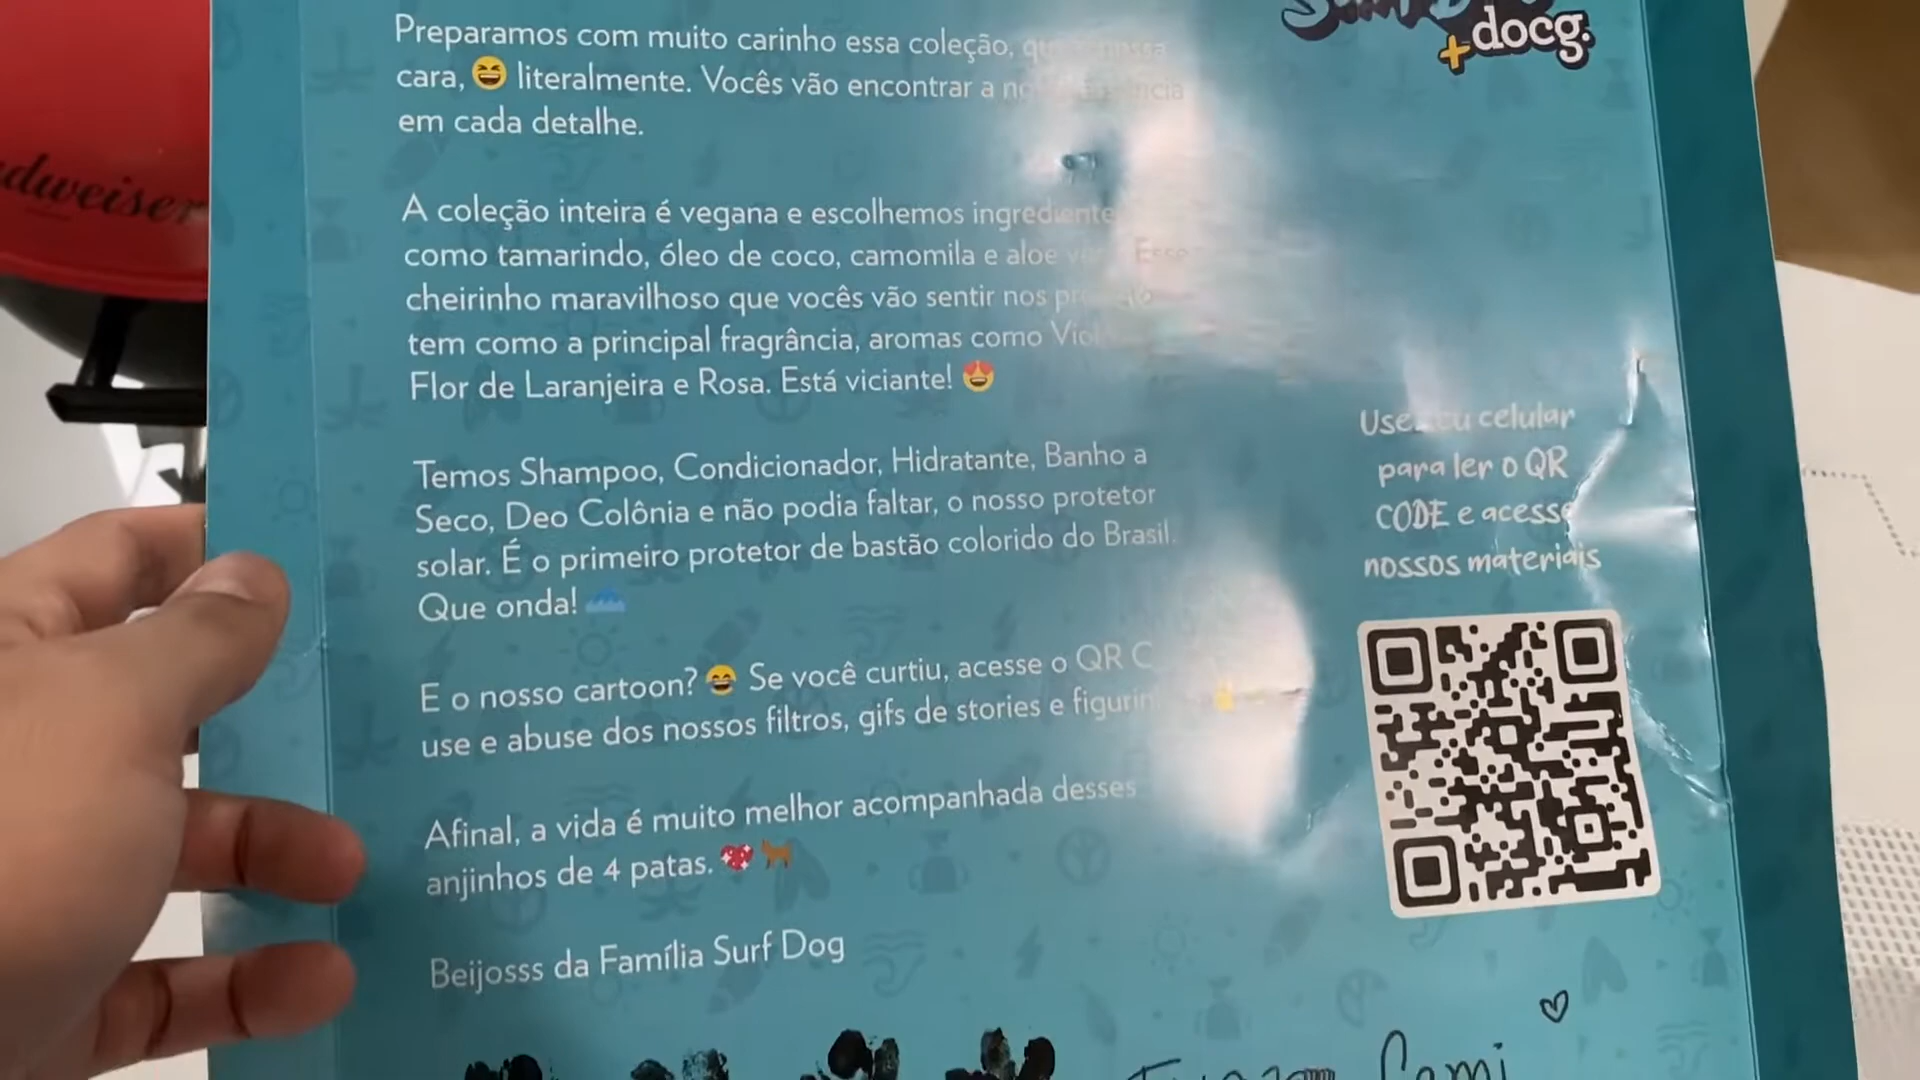 Preparamos com muito carinho essa coleção,
cara, 😆 literalmente. Vocês vão encontrar a
em cada detalhe.
A coleção inteira é vegana e escolhemos ingrediente
como tamarindo, óleo de coco, camomila e aloe
cheirinho maravilhoso que vocês vão sentir nos
tem como a principal fragrância, aromas como
Flor de Laranjeira e Rosa. Está viciante! 😍
Temos Shampoo, Condicionador, Hidratante, Banho a
Seco, Deo Colônia e não podia faltar, o nosso protetor
solar. É o primeiro protetor de bastão colorido do Brasil.
Que onda! 🌊
E o nosso cartoon? 😄 Se você curtiu, acesse o QR
use e abuse dos nossos filtros, gifs de stories e
Afinal, a vida é muito melhor acompanhada desses
anjinhos de 4 patas. 💖🐕
Beijosss da Família Surf Dog
+docg.
Use seu celular
para ler o QR
CODE e acesse
nossos materiais
Cami